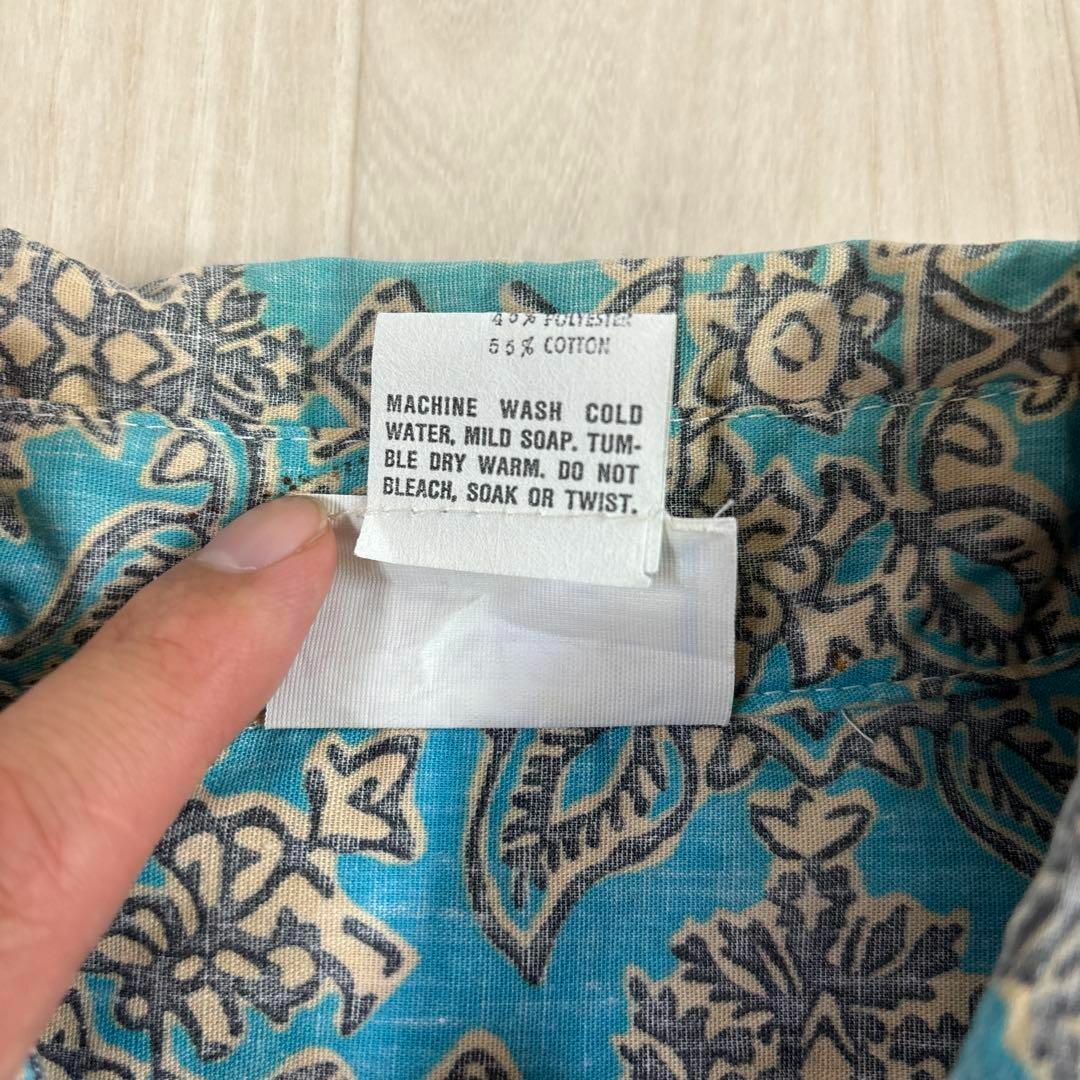 45% POLYESTER
55% COTTON
MACHINE WASH COLD
WATER, MILD SOAP. TUM-
BLE DRY WARM. DO NOT
BLEACH, SOAK OR TWIST.